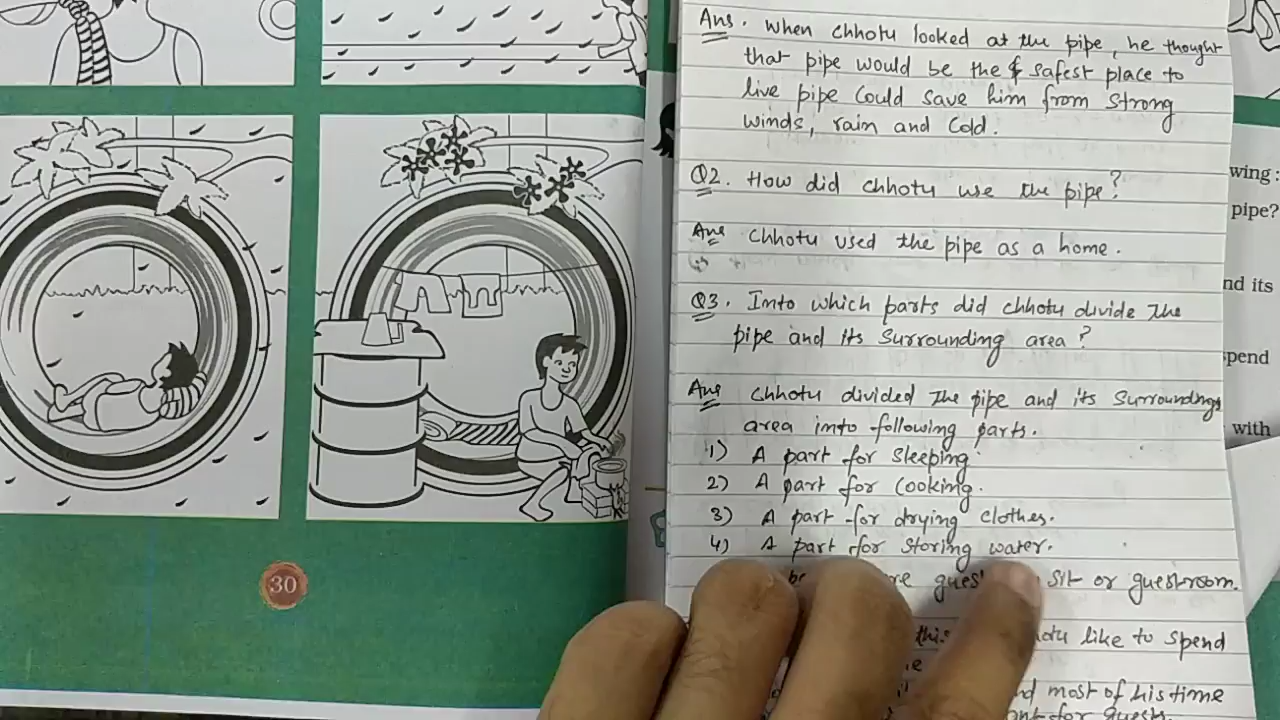 Ans. When Chhotu looked at the pipe, he thought
that pipe would be the safest place to
live pipe Could save him from strong
winds, rain and Cold.
Q2. How did Chhotu use the pipe?
Ans Chhotu used the pipe as a home.
Q3. Into which parts did Chhotu divide the
pipe and its Surrounding area?
Ans Chhotu divided the pipe and its Surroundings
area into following parts.
1) A part for sleeping
2) A part for Cooking.
3) A part for drying Clothes.
4) A part for storing water.
sit or guestroom.
like to spend
most of his time
for guests.
30
wing :
pipe?
nd its
spend
with